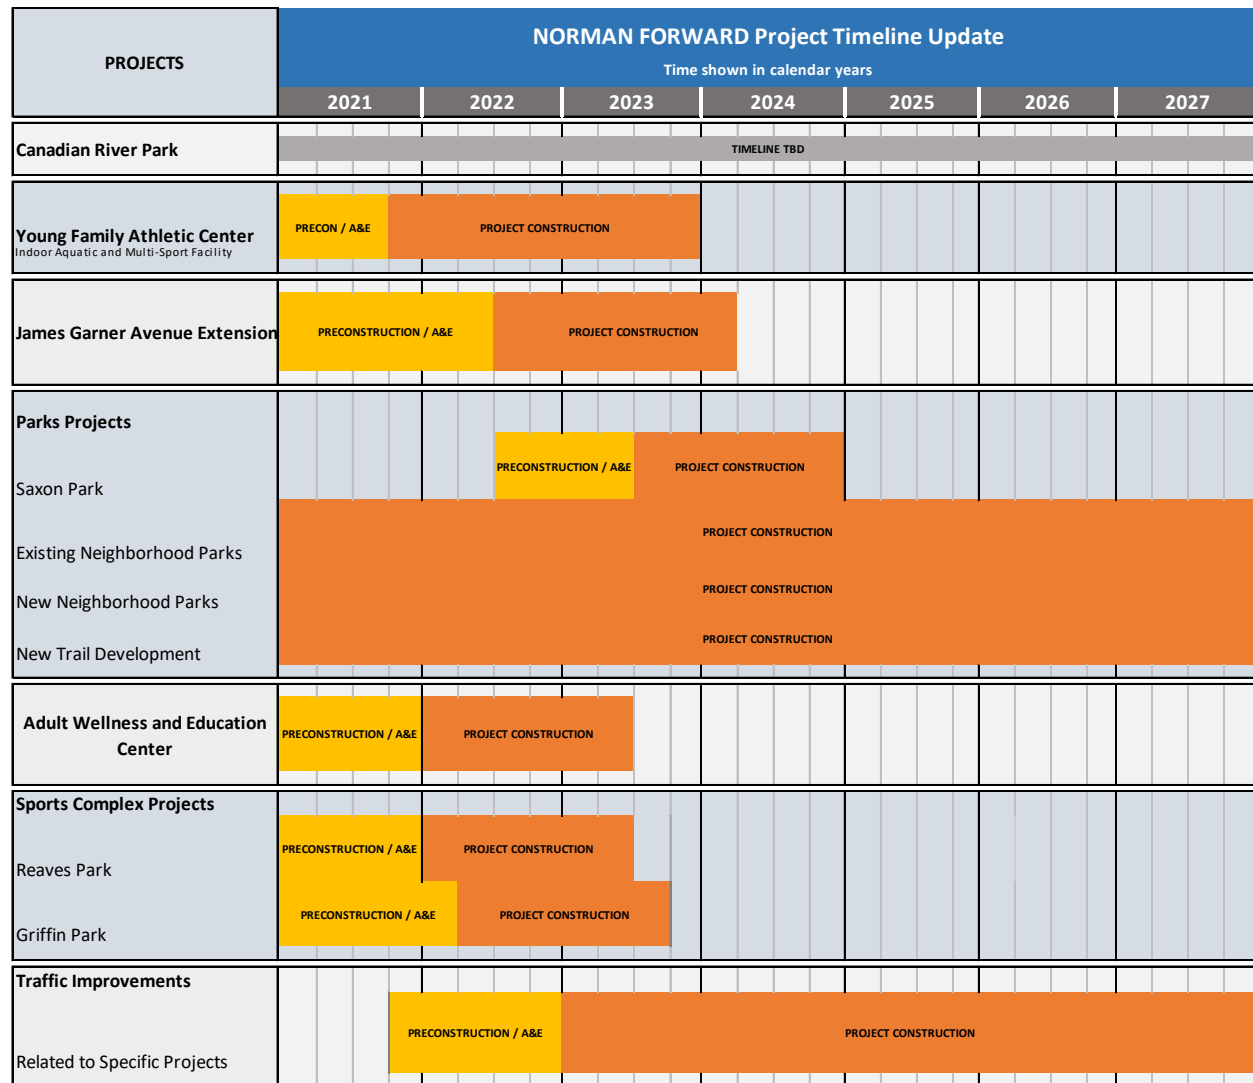 PROJECTS
NORMAN FORWARD Project Timeline Update
Time shown in calendar years
2021 2022 2023 2024 2025 2026 2027
Canadian River Park
TIMELINE TBD
Young Family Athletic Center
Indoor Aquatic and Multi-Sport Facility
PRECON / A&E
PROJECT CONSTRUCTION
James Garner Avenue Extension
PRECONSTRUCTION / A&E
PROJECT CONSTRUCTION
Parks Projects
Saxon Park
PRECONSTRUCTION / A&E
PROJECT CONSTRUCTION
Existing Neighborhood Parks
PROJECT CONSTRUCTION
New Neighborhood Parks
PROJECT CONSTRUCTION
New Trail Development
PROJECT CONSTRUCTION
Adult Wellness and Education
Center
PRECONSTRUCTION / A&E
PROJECT CONSTRUCTION
Sports Complex Projects
Reaves Park
PRECONSTRUCTION / A&E
PROJECT CONSTRUCTION
Griffin Park
PRECONSTRUCTION / A&E
PROJECT CONSTRUCTION
Traffic Improvements
Related to Specific Projects
PRECONSTRUCTION / A&E
PROJECT CONSTRUCTION